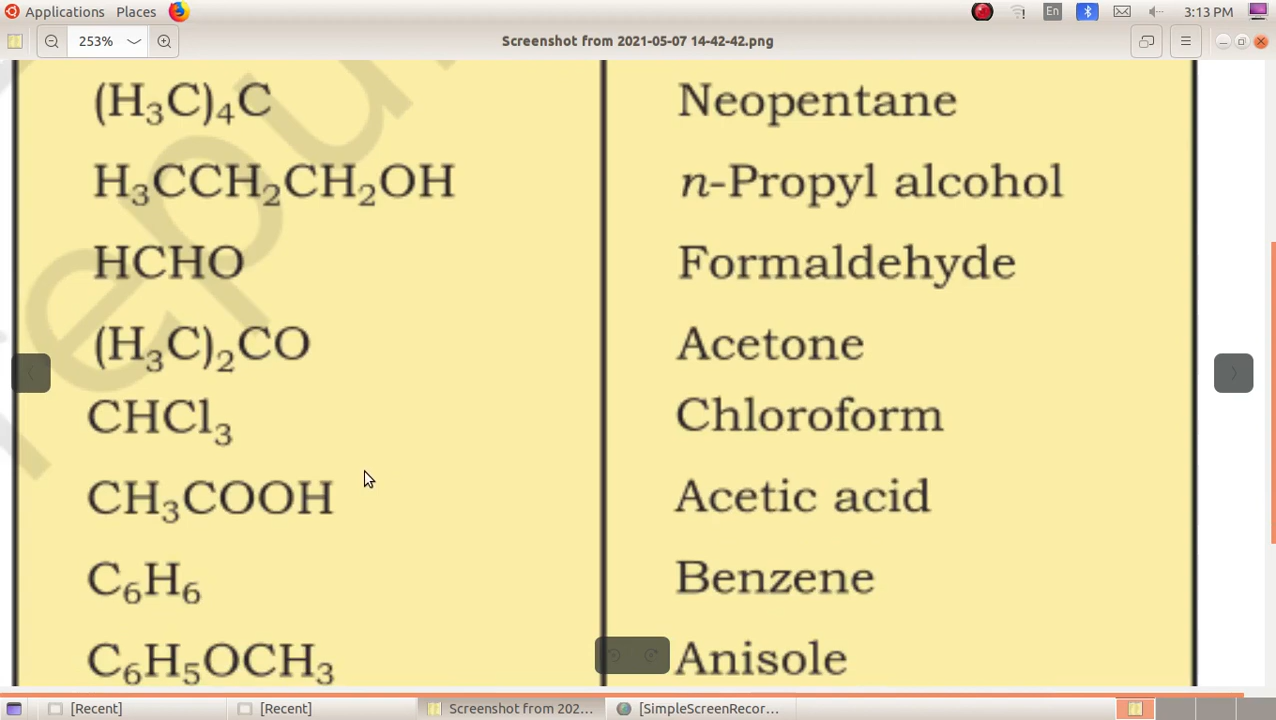 Applications Places En 3:13 PM
253% Screenshot from 2021-05-07 14-42-42.png
(H₃C)₄C Neopentane
H₃CCH₂CH₂OH n-Propyl alcohol
HCHO Formaldehyde
(H₃C)₂CO Acetone
CHCl₃ Chloroform
CH₃COOH Acetic acid
C₆H₆ Benzene
C₆H₅OCH₃ Anisole
[Recent] [Recent] Screenshot from 202... [SimpleScreenRecor...